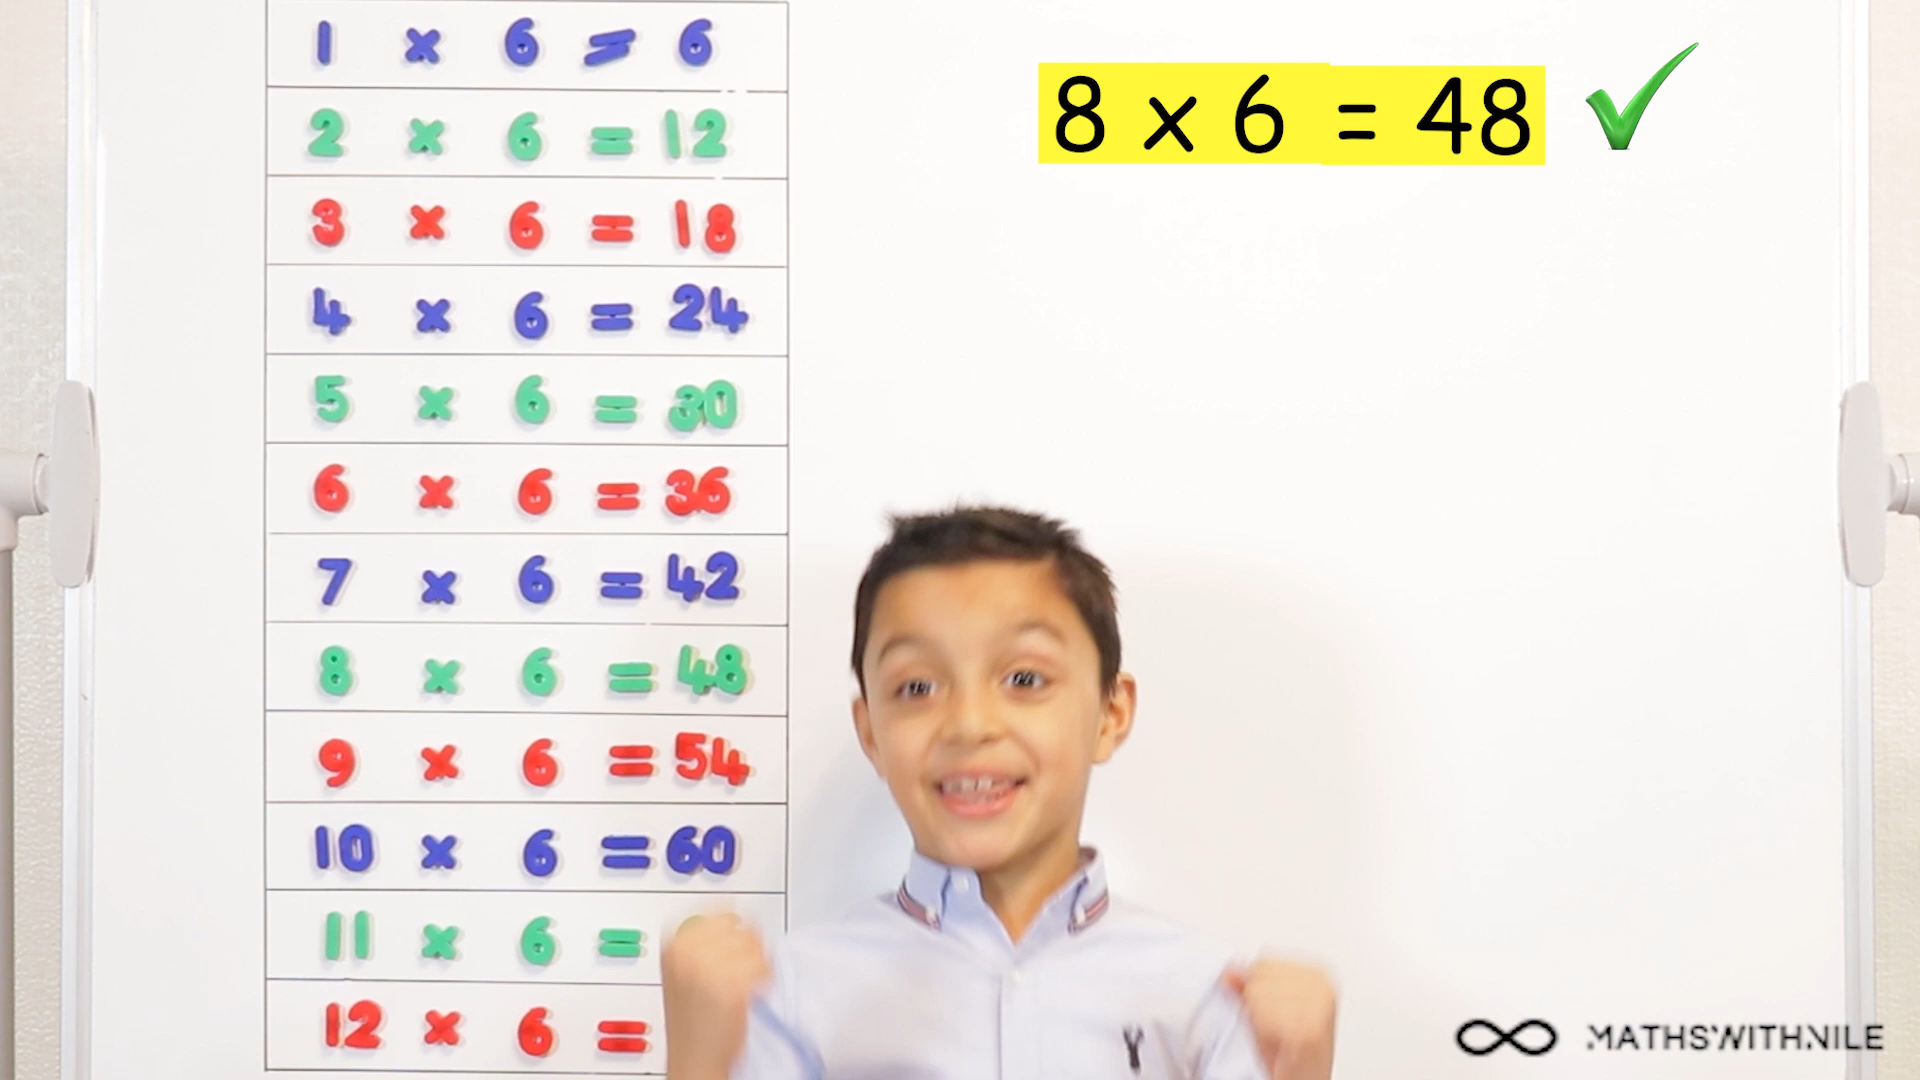 1 × 6 = 6
2 × 6 = 12
3 × 6 = 18
4 × 6 = 24
5 × 6 = 30
6 × 6 = 36
7 × 6 = 42
8 × 6 = 48
9 × 6 = 54
10 × 6 = 60
11 × 6 =
12 × 6 =
8 x 6 = 48
MATHSWITHNILE